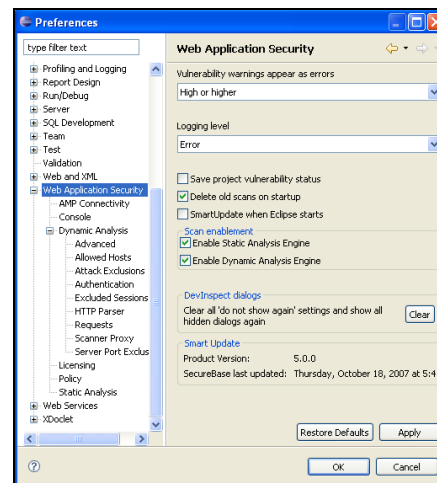 Preferences
type filter text
Profiling and Logging
Report Design
Run/Debug
Server
SQL Development
Team
Test
Validation
Web and XML
Web Application Security
AMP Connectivity
Console
Dynamic Analysis
Advanced
Allowed Hosts
Attack Exclusions
Authentication
Excluded Sessions
HTTP Parser
Requests
Scanner Proxy
Server Port Exclus
Licensing
Policy
Static Analysis
Web Services
XDoclet
Web Application Security
Vulnerability warnings appear as errors
High or higher
Logging level
Error
Save project vulnerability status
Delete old scans on startup
SmartUpdate when Eclipse starts
Scan enablement
Enable Static Analysis Engine
Enable Dynamic Analysis Engine
DevInspect dialogs
Clear all 'do not show again' settings and show all
hidden dialogs again
Clear
Smart Update
Product Version: 5.0.0
SecureBase last updated: Thursday, October 18, 2007 at 5:4
Restore Defaults Apply
OK Cancel